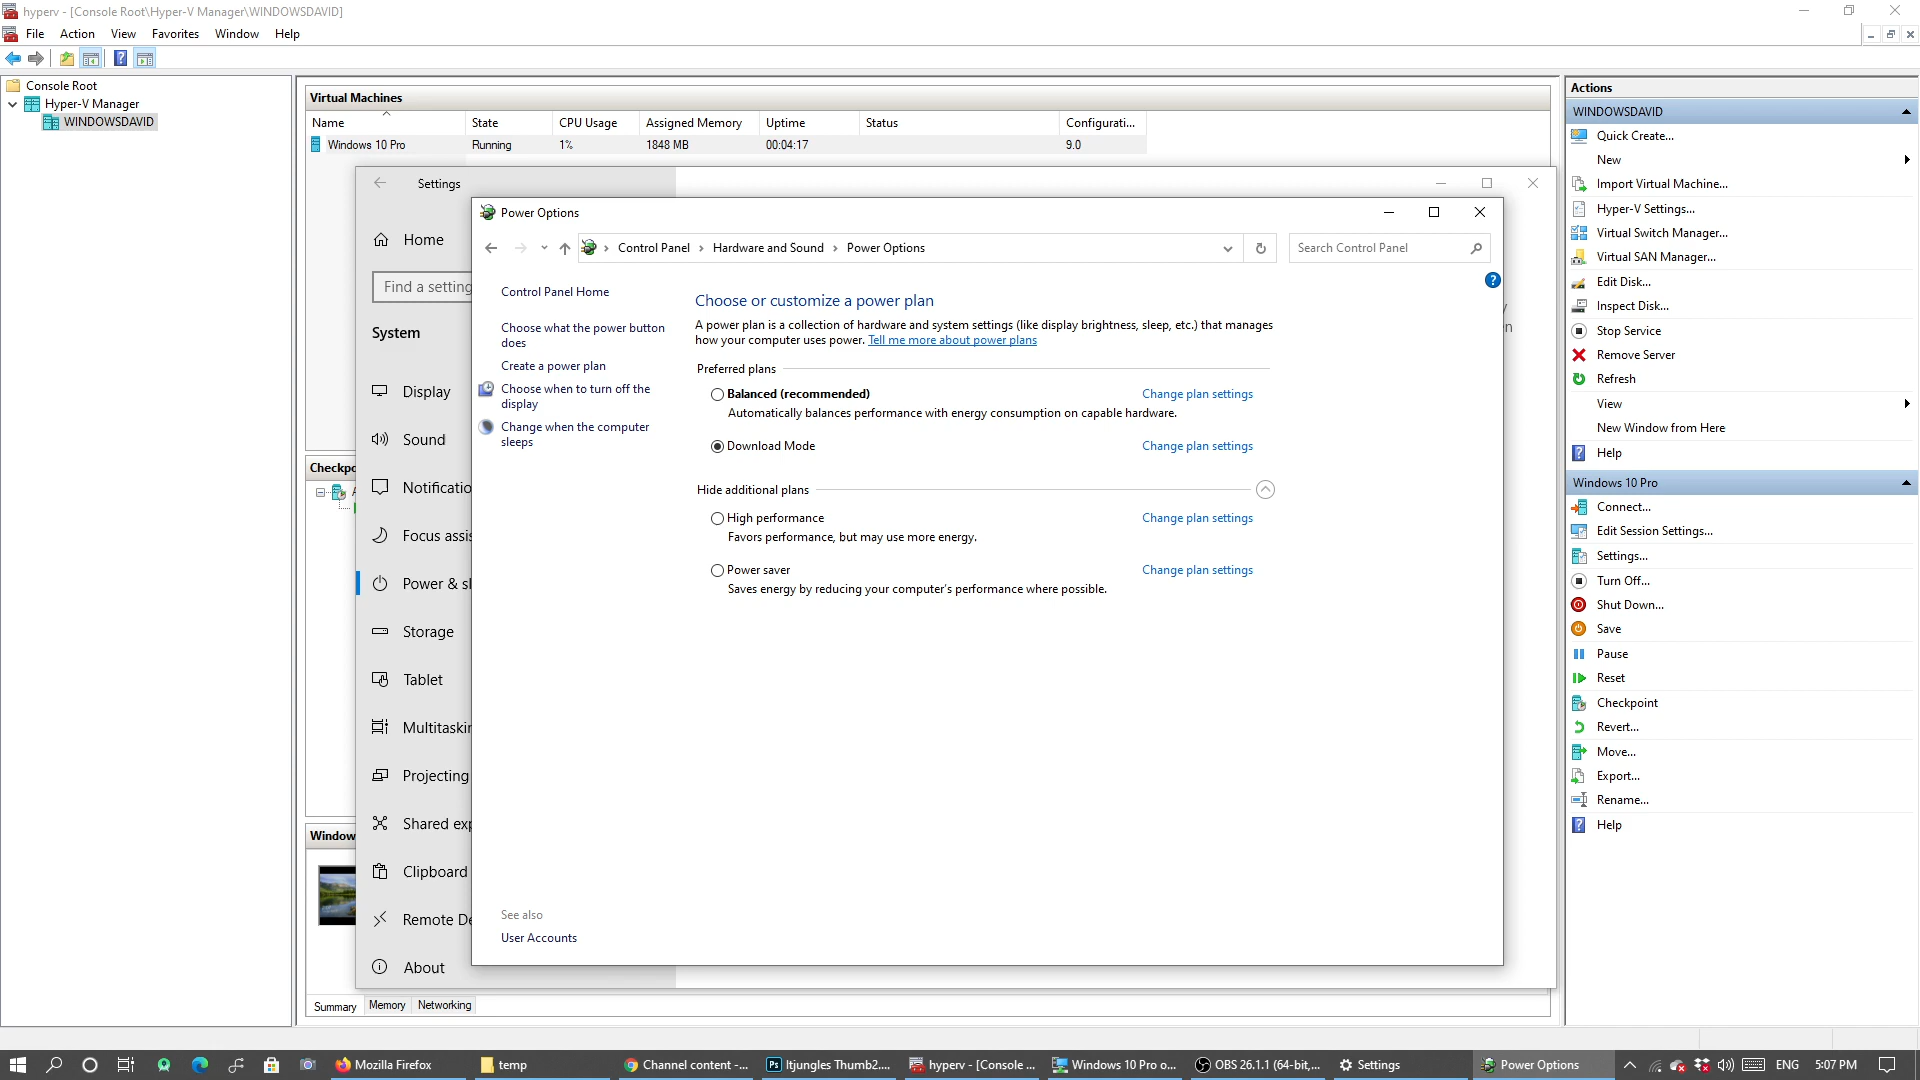 hyperv - [Console Root\Hyper-V Manager\WINDOWSDAVID]
File Action View Favorites Window Help
Console Root
Hyper-V Manager
WINDOWSDAVID
Virtual Machines
Name State CPU Usage Assigned Memory Uptime Status Configurati...
Windows 10 Pro Running 1% 1848 MB 00:04:17 9.0
Settings
Home
Find a setting
System
Display
Sound
Notificatio
Focus assis
Power & sl
Storage
Tablet
Multitaskin
Projecting
Shared exp
Clipboard
Remote De
About
Power Options
Control Panel › Hardware and Sound › Power Options
Search Control Panel
Control Panel Home
Choose what the power button
does
Create a power plan
Choose when to turn off the
display
Change when the computer
sleeps
Choose or customize a power plan
A power plan is a collection of hardware and system settings (like display brightness, sleep, etc.) that manages
how your computer uses power. Tell me more about power plans
Preferred plans
Balanced (recommended) Change plan settings
Automatically balances performance with energy consumption on capable hardware.
Download Mode Change plan settings
Hide additional plans
High performance Change plan settings
Favors performance, but may use more energy.
Power saver Change plan settings
Saves energy by reducing your computer's performance where possible.
See also
User Accounts
Checkpo
Window
Summary Memory Networking
Actions
WINDOWSDAVID
Quick Create...
New
Import Virtual Machine...
Hyper-V Settings...
Virtual Switch Manager...
Virtual SAN Manager...
Edit Disk...
Inspect Disk...
Stop Service
Remove Server
Refresh
View
New Window from Here
Help
Windows 10 Pro
Connect...
Edit Session Settings...
Settings...
Turn Off...
Shut Down...
Save
Pause
Reset
Checkpoint
Revert...
Move...
Export...
Rename...
Help
Mozilla Firefox temp Channel content -... Itjungles Thumb2.... hyperv - [Console ... Windows 10 Pro o... OBS 26.1.1 (64-bit,... Settings Power Options ENG 5:07 PM